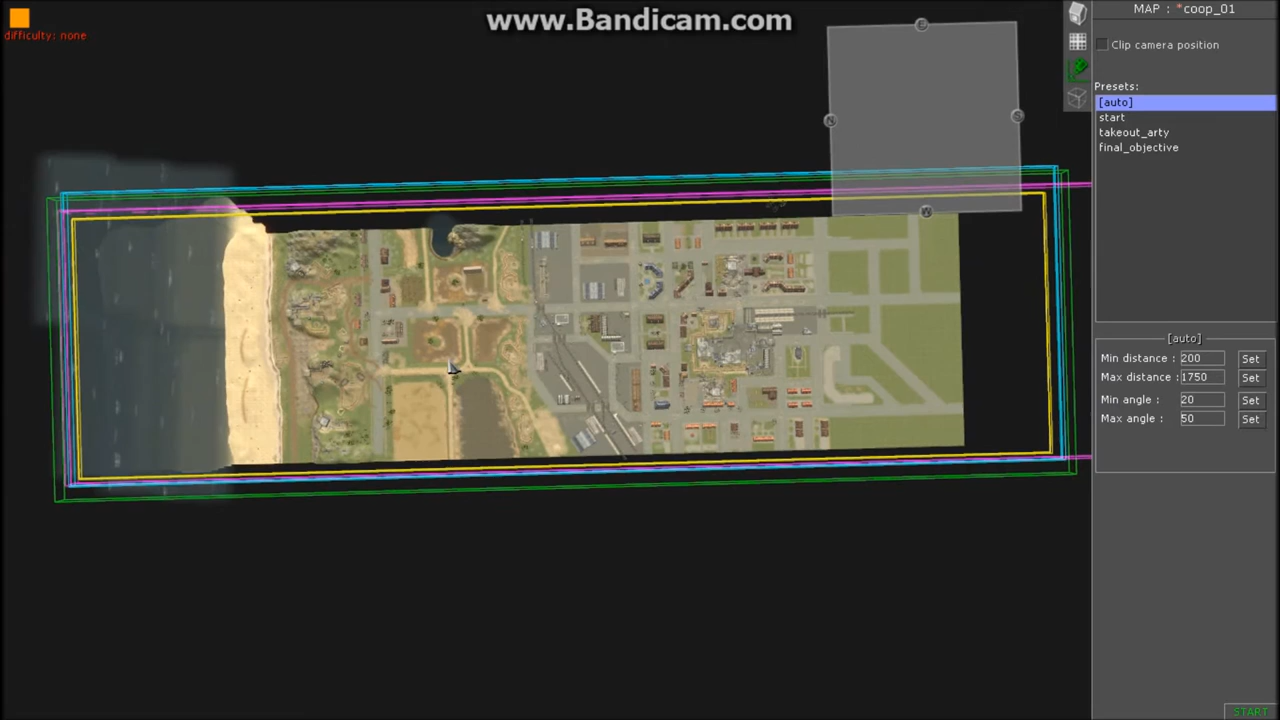 www.Bandicam.com
difficulty: none
MAP : *coop_01
Clip camera position
Presets:
[auto]
start
takeout_arty
final_objective
[auto]
Min distance : 200 Set
Max distance : 1750 Set
Min angle : 20 Set
Max angle : 50 Set
START